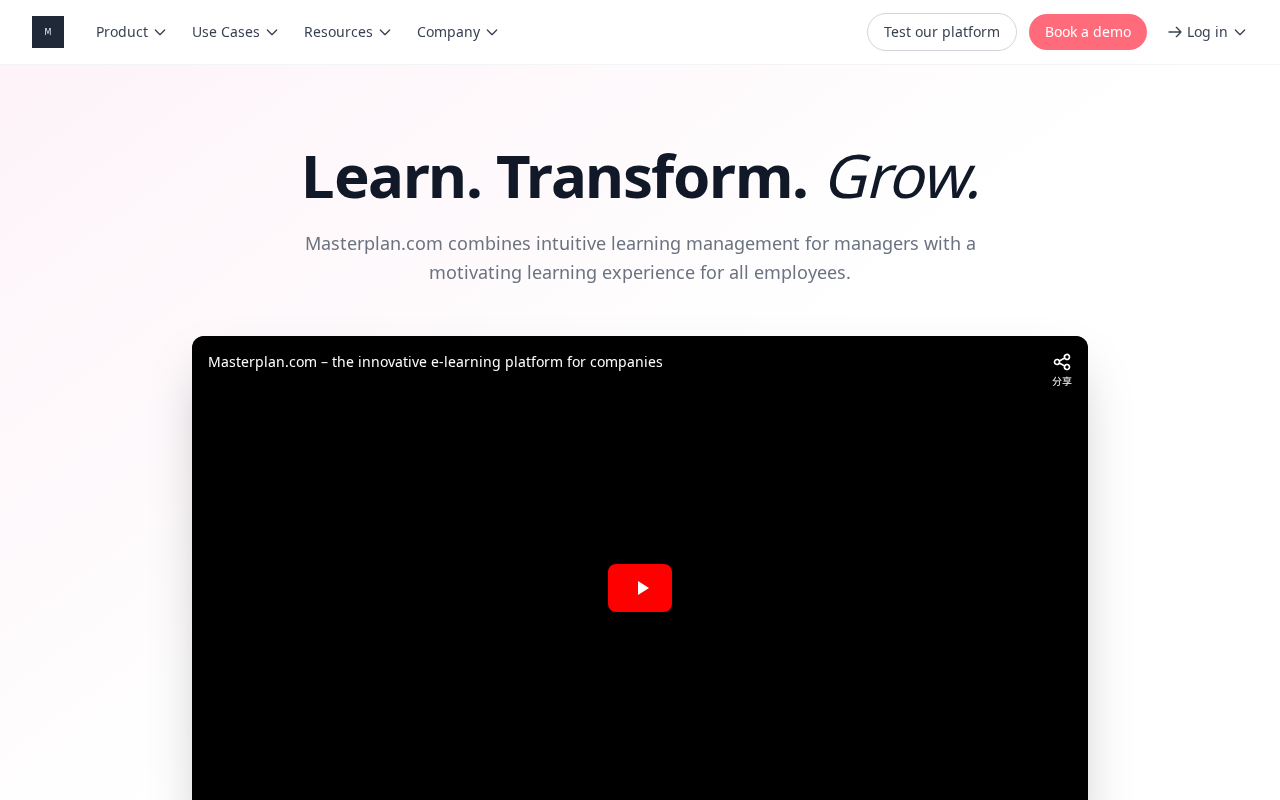 M
Product
Use Cases
Resources
Company
Test our platform
Book a demo
Log in
Learn. Transform. Grow.
Masterplan.com combines intuitive learning management for managers with a
motivating learning experience for all employees.
Masterplan.com – the innovative e-learning platform for companies
分享